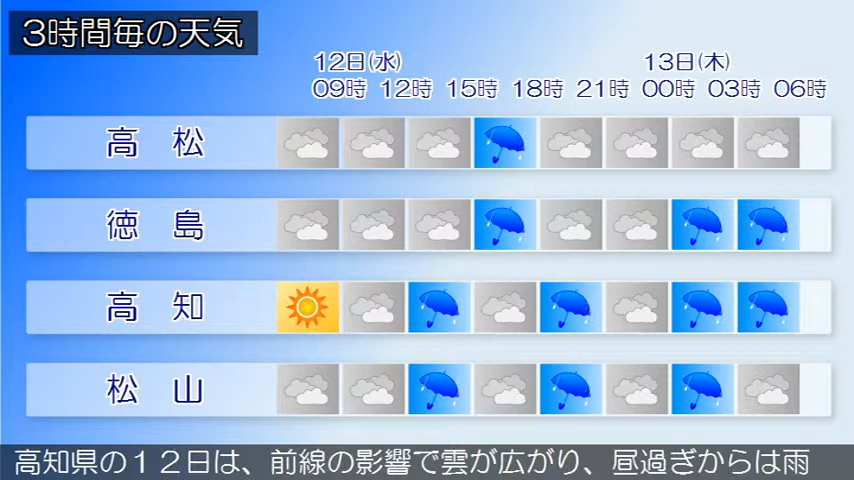 3時間毎の天気
12日(水) 13日(木)
09時 12時 15時 18時 21時 00時 03時 06時
高松
徳島
高知
松山
高知県の１２日は、前線の影響で雲が広がり、昼過ぎからは雨